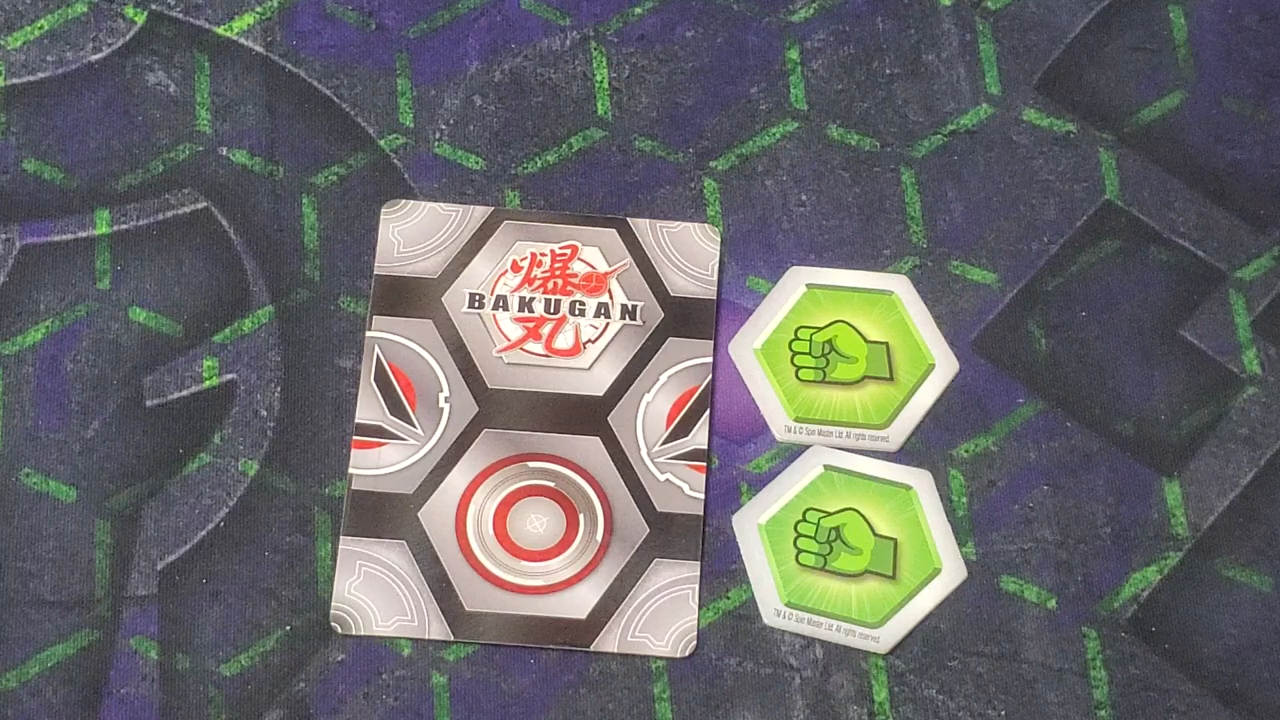 爆
BAKUGAN
丸
TM & © Spin Master Ltd. All rights reserved.
TM & © Spin Master Ltd. All rights reserved.